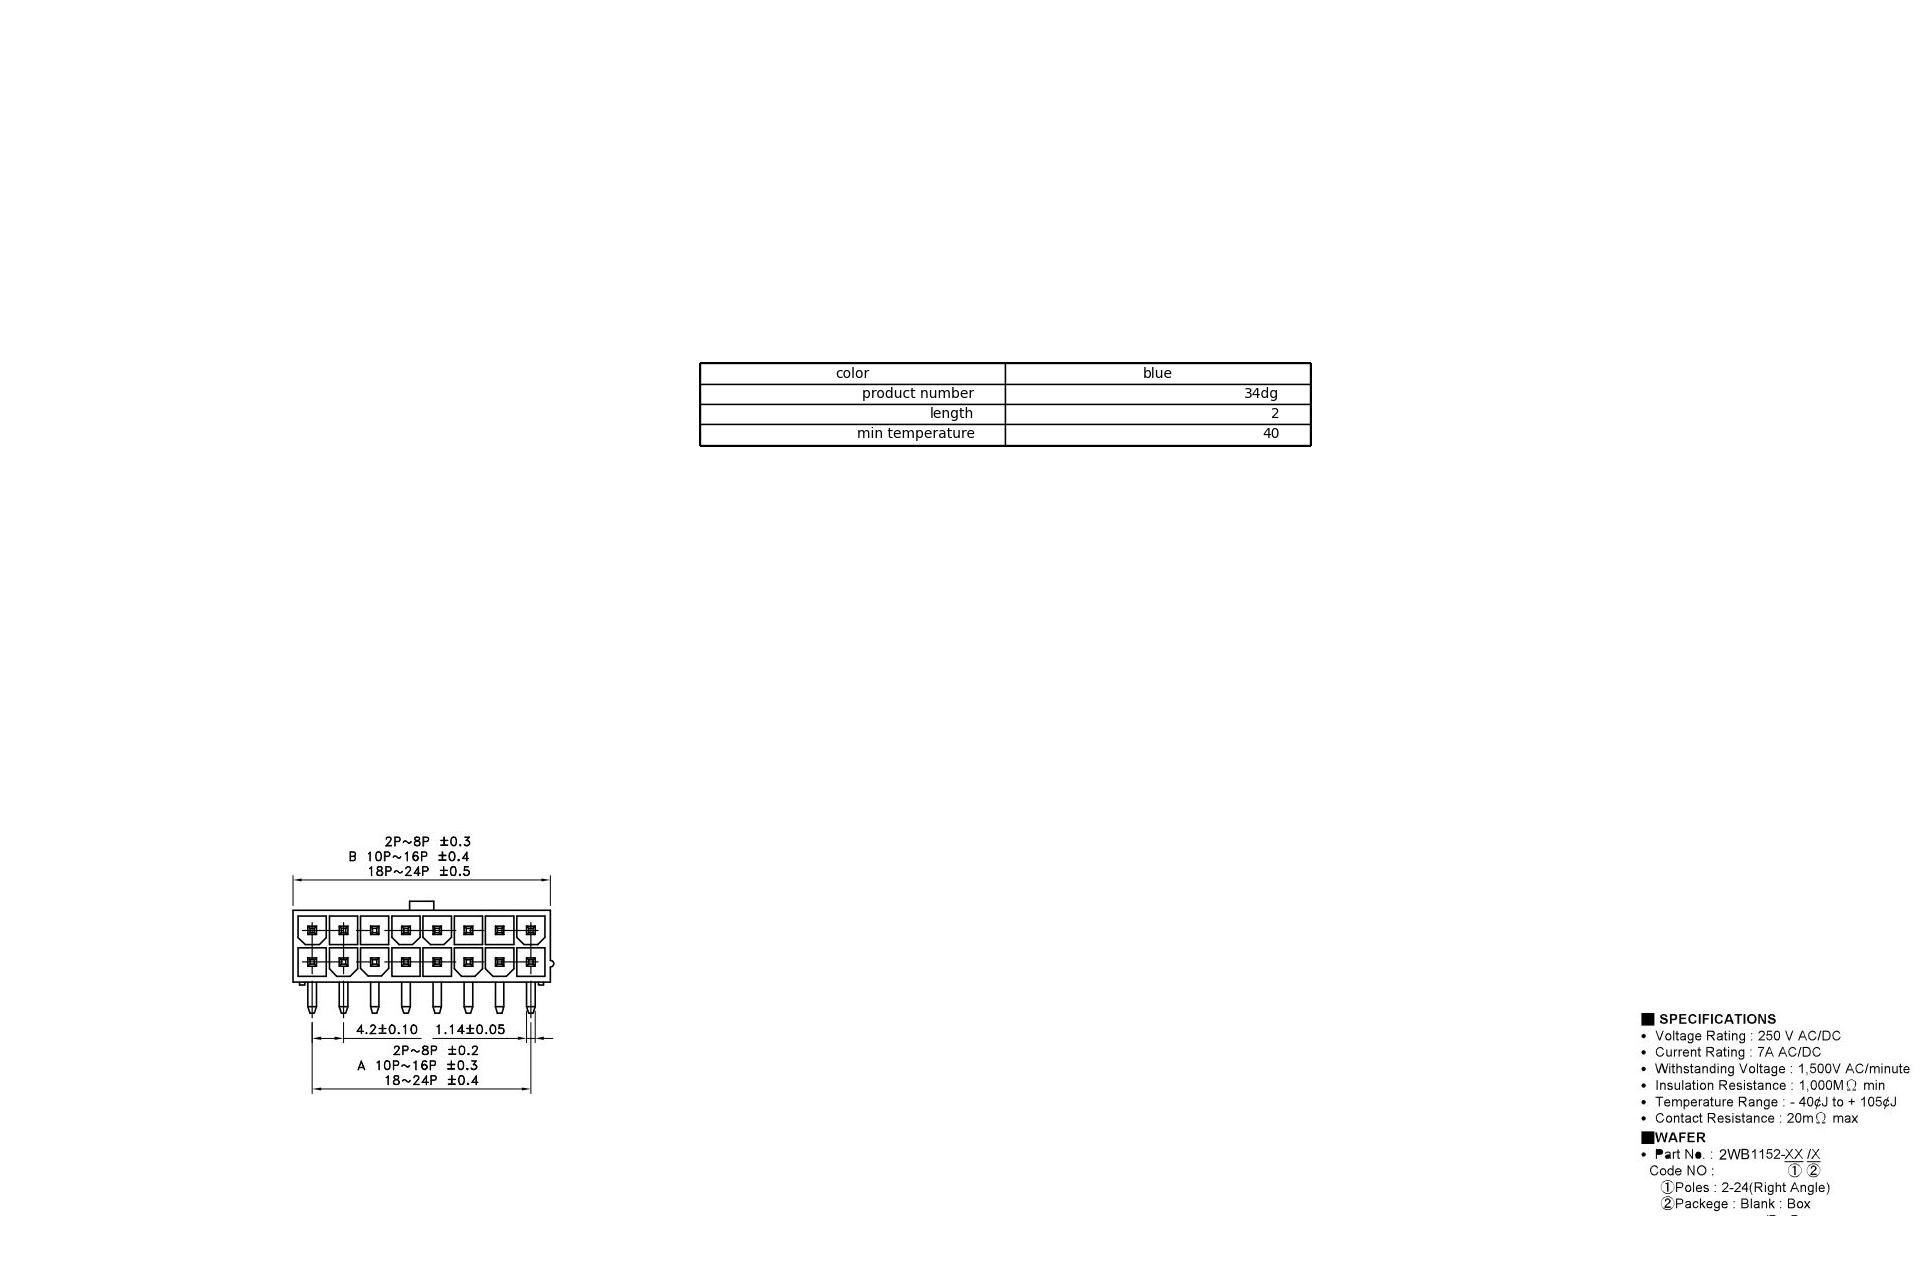 color blue
product number 34dg
length 2
min temperature 40
2P~8P ±0.3
B 10P~16P ±0.4
18P~24P ±0.5
4.2±0.10 1.14±0.05
2P~8P ±0.2
A 10P~16P ±0.3
18~24P ±0.4
■ SPECIFICATIONS
• Voltage Rating : 250 V AC/DC
• Current Rating : 7A AC/DC
• Withstanding Voltage : 1,500V AC/minute
• Insulation Resistance : 1,000MΩ min
• Temperature Range : - 40¢J to + 105¢J
• Contact Resistance : 20mΩ max
■WAFER
• Part No. : 2WB1152-XX /X
Code NO : ① ②
①Poles : 2-24(Right Angle)
②Packege : Blank : Box